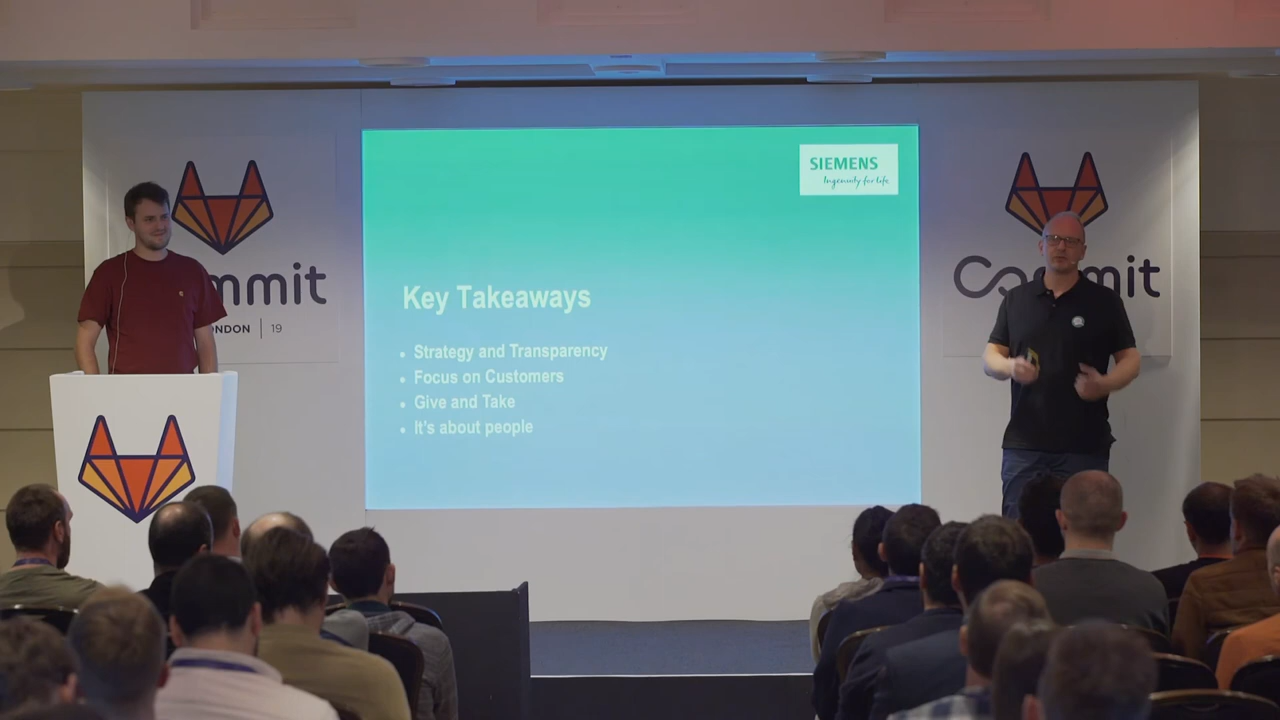 SIEMENS
Ingenuity for life
Key Takeaways
• Strategy and Transparency
• Focus on Customers
• Give and Take
• It's about people
mmit
NDON | 19
Co mit